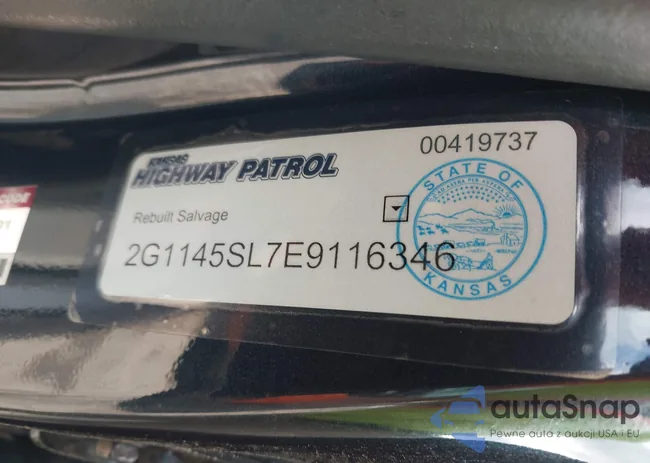 KANSAS
HIGHWAY PATROL
00419737
STATE OF
Rebuilt Salvage
2G1145SL7E9116346
KANSAS
autaSnap
Pewne auta z aukcji USA i EU